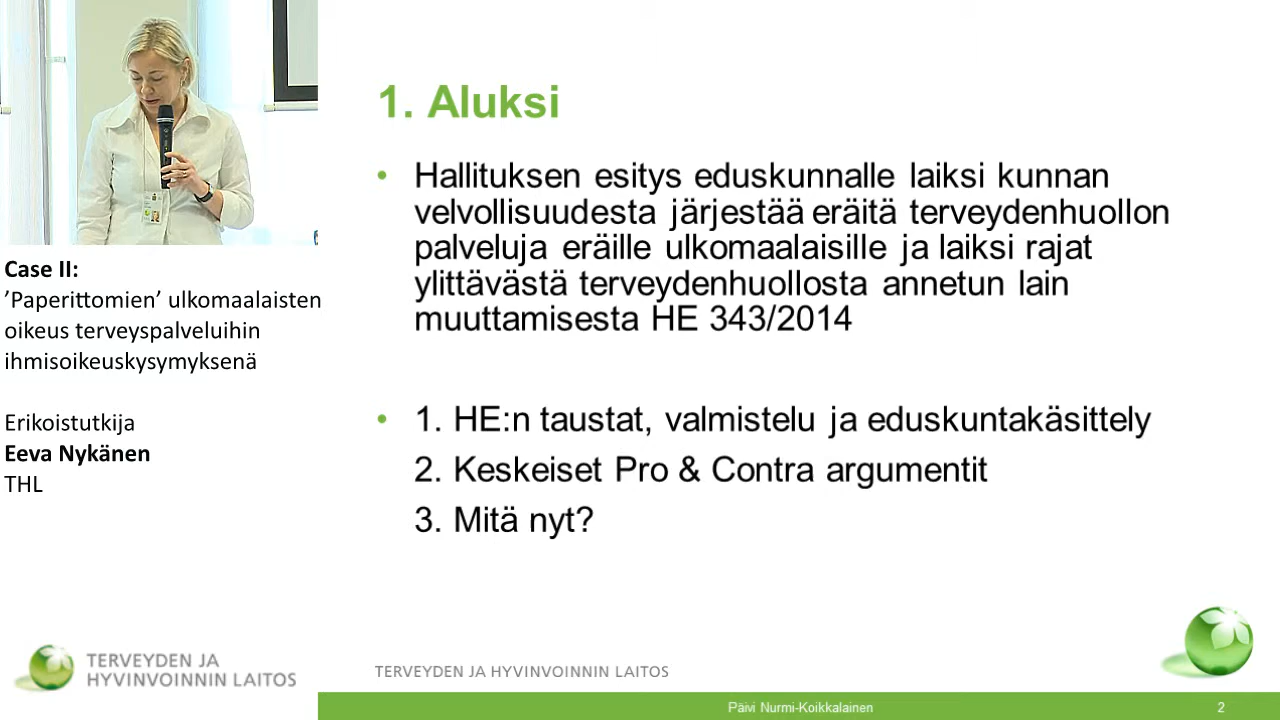 Case II:
’Paperittomien’ ulkomaalaisten
oikeus terveyspalveluihin
ihmisoikeuskysymyksenä
Erikoistutkija
Eeva Nykänen
THL
TERVEYDEN JA
HYVINVOINNIN LAITOS
1. Aluksi
• Hallituksen esitys eduskunnalle laiksi kunnan
velvollisuudesta järjestää eräitä terveydenhuollon
palveluja eräille ulkomaalaisille ja laiksi rajat
ylittävästä terveydenhuollosta annetun lain
muuttamisesta HE 343/2014
• 1. HE:n taustat, valmistelu ja eduskuntakäsittely
2. Keskeiset Pro & Contra argumentit
3. Mitä nyt?
TERVEYDEN JA HYVINVOINNIN LAITOS
Päivi Nurmi-Koikkalainen
2